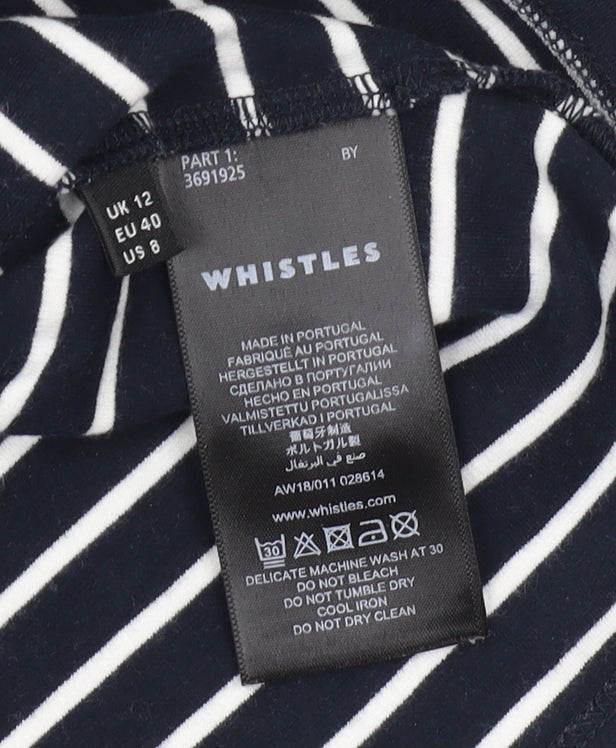 UK 12
EU 40
US 8
PART 1: BY
3691925
WHISTLES
MADE IN PORTUGAL
FABRIQUÉ AU PORTUGAL
HERGESTELLT IN PORTUGAL
СДЕЛАНО В ПОРТУГАЛИИ
HECHO EN PORTUGAL
VALMISTETTU PORTUGALISSA
TILLVERKAD I PORTUGAL
葡萄牙制造
ポルトガル製
صنع في البرتغال
AW18/011 028614
www.whistles.com
30
DELICATE MACHINE WASH AT 30
DO NOT BLEACH
DO NOT TUMBLE DRY
COOL IRON
DO NOT DRY CLEAN